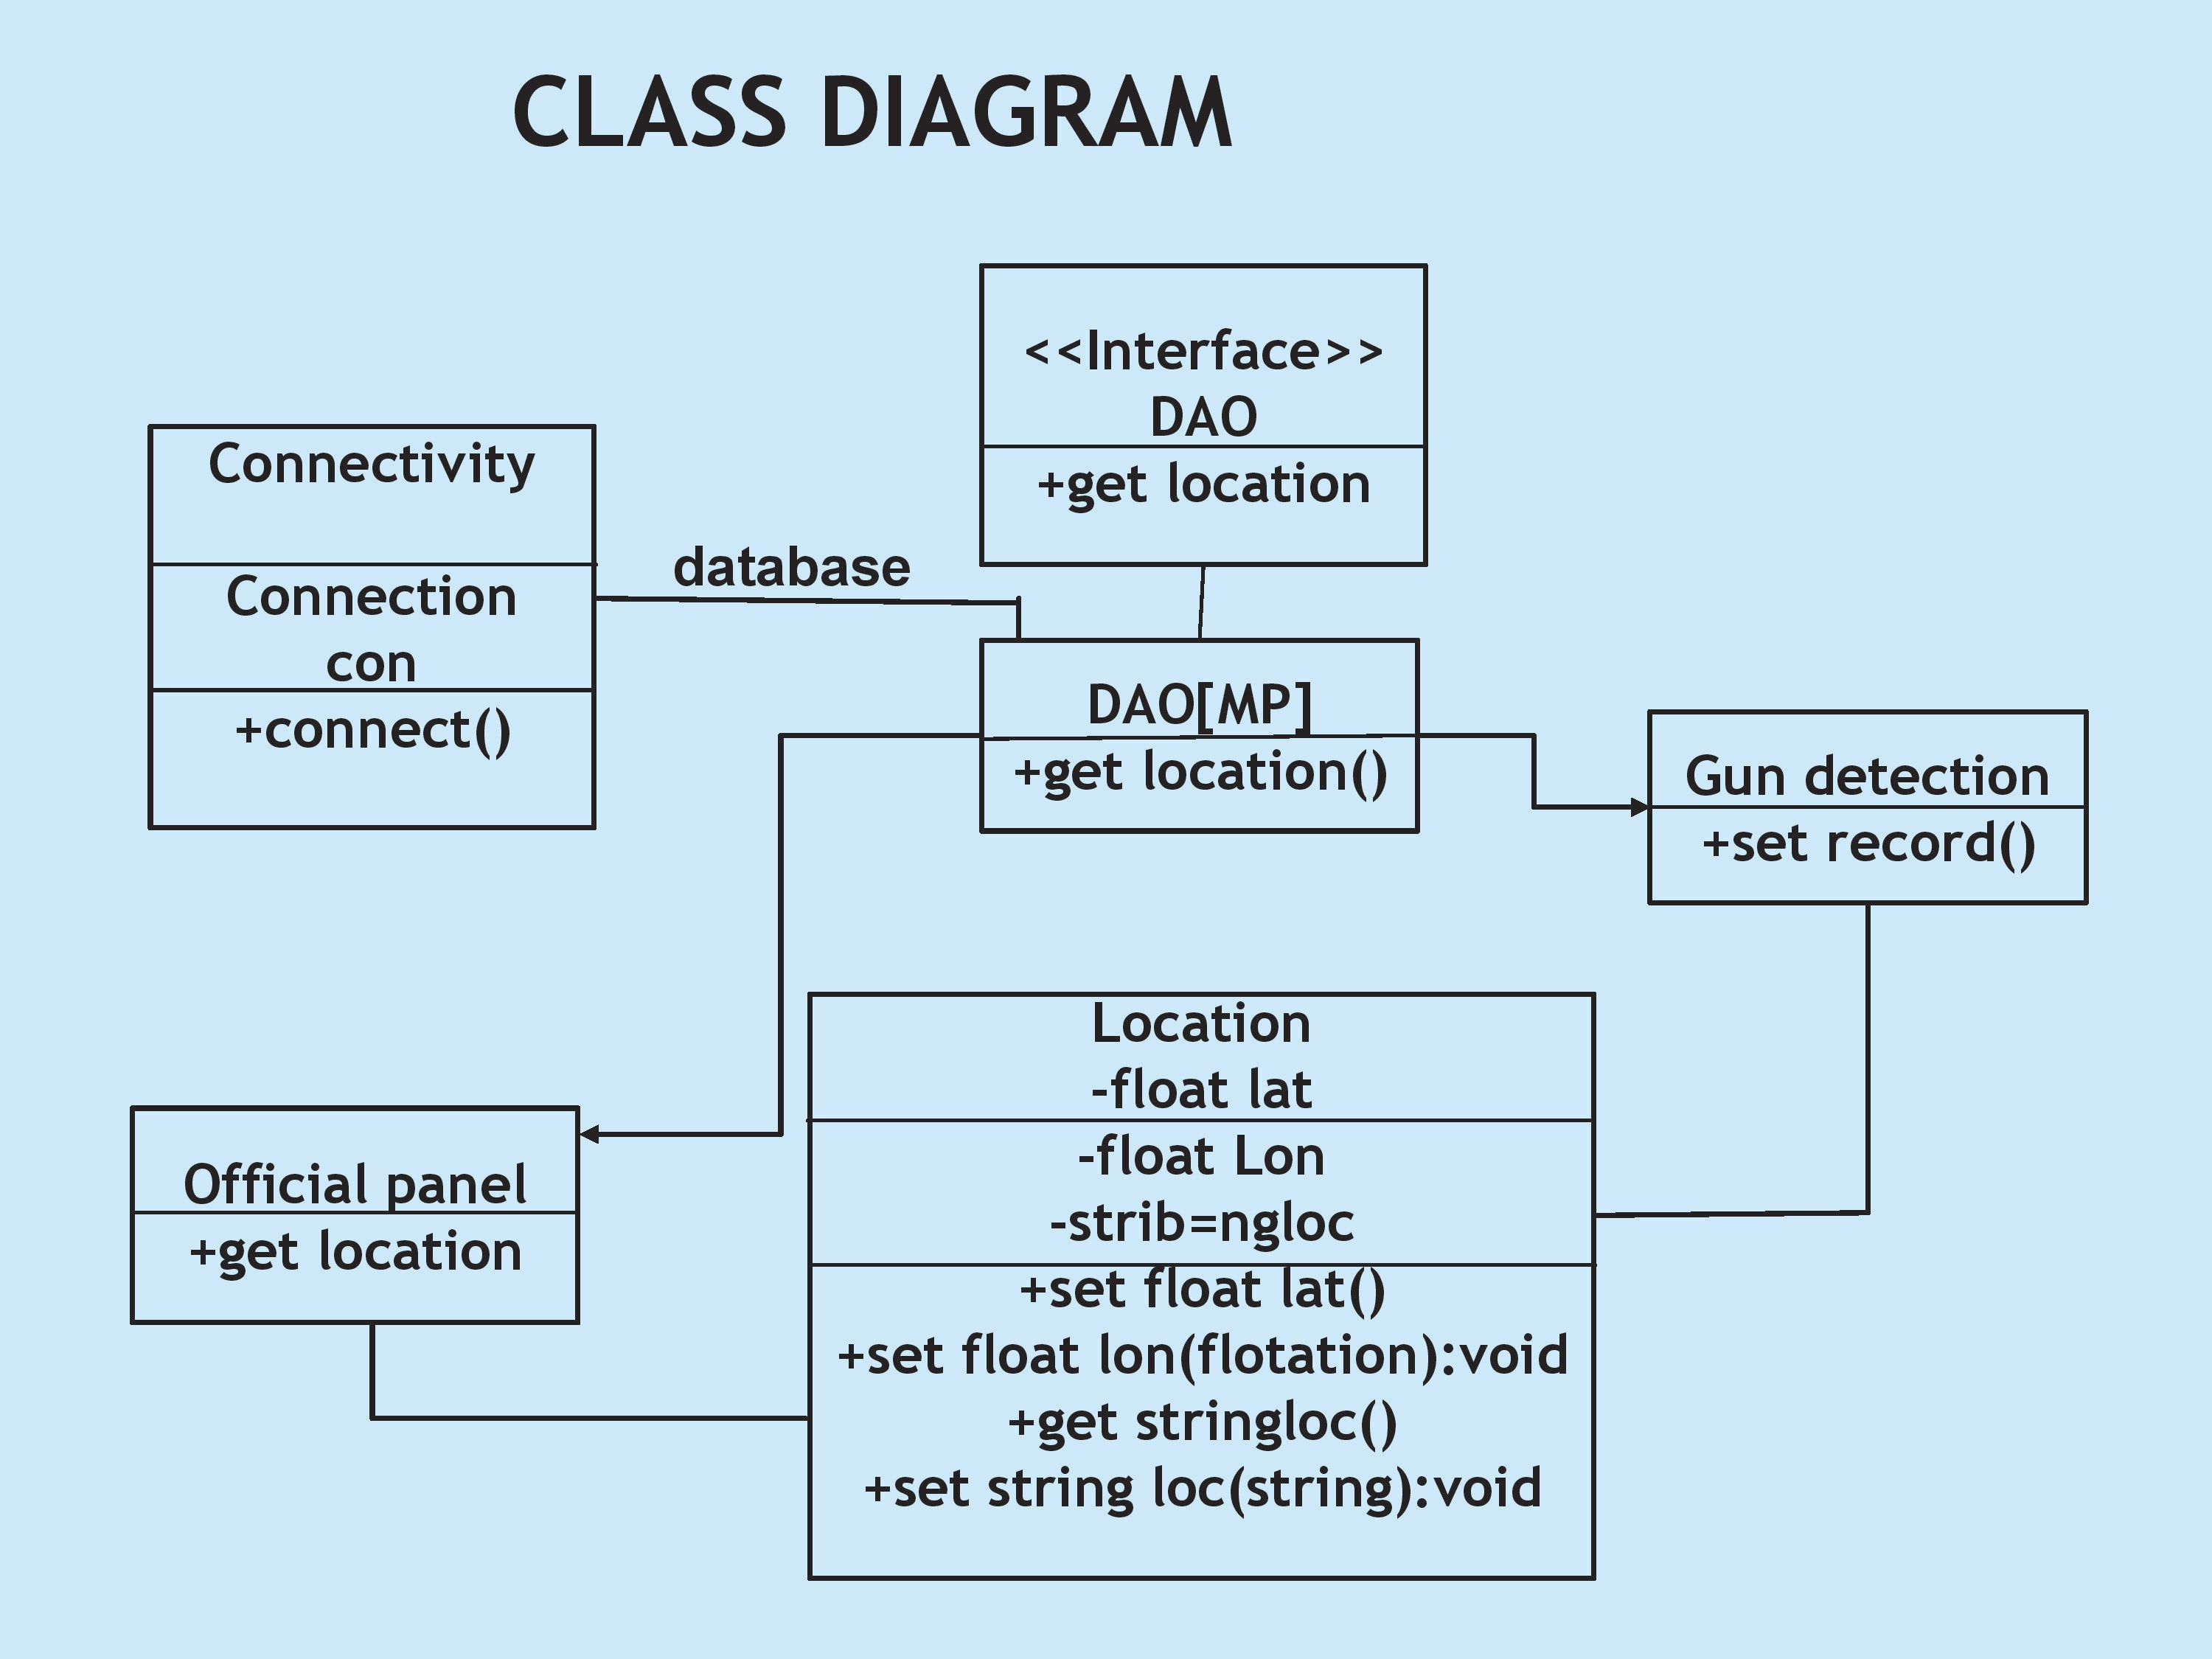 CLASS DIAGRAM
<<Interface>>
DAO
+get location
Connectivity
Connection
con
+connect()
database
DAO[MP]
+get location()
Gun detection
+set record()
Location
-float lat
-float Lon
-strib=ngloc
+set float lat()
+set float lon(flotation):void
+get stringloc()
+set string loc(string):void
Official panel
+get location